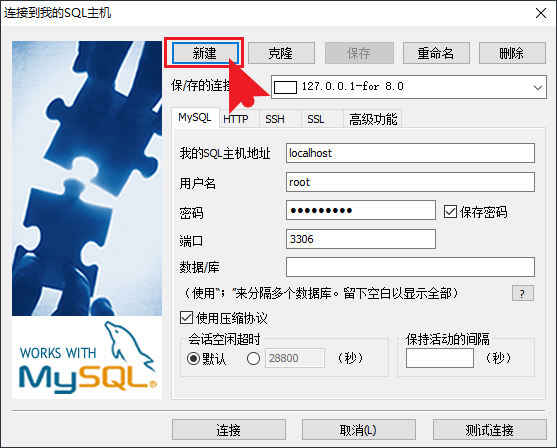 连接到我的SQL主机
新建 克隆 保存 重命名 删除
保/存的连接 127.0.0.1-for 8.0
MySQL HTTP SSH SSL 高级功能
我的SQL主机地址 localhost
用户名 root
密码 ●●●●●●●●● 保存密码
端口 3306
数据/库
（使用“；”来分隔多个数据库。留下空白以显示全部） ?
使用压缩协议
会话空闲超时 保持活动的间隔
默认 28800 （秒） （秒）
WORKS WITH
MySQL®
连接 取消(L) 测试连接